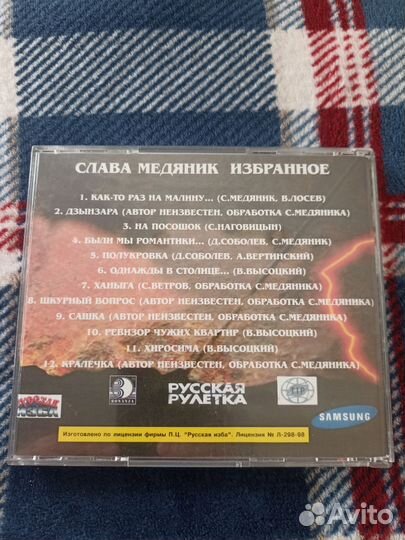 СЛАВА МЕДЯНИК ИЗБРАННОЕ
1. КАК-ТО РАЗ НА МАЛИНУ... (С.МЕДЯНИК, В.ЛОСЕВ)
2. ДЗЫНЗАРА (АВТОР НЕИЗВЕСТЕН, ОБРАБОТКА С.МЕДЯНИКА)
3. НА ПОСОШОК (С.НАГОВИЦЫН)
4. БЫЛИ МЫ РОМАНТИКИ... (Д.СОБОЛЕВ, С.МЕДЯНИК)
5. ПОЛУКРОВКА (Д.СОБОЛЕВ, А.ВЕРТИНСКИЙ)
6. ОДНАЖДЫ В СТОЛИЦЕ... (В.ВЫСОЦКИЙ)
7. ХАНЫГА (С.ВЕТРОВ, ОБРАБОТКА С.МЕДЯНИКА)
8. ШКУРНЫЙ ВОПРОС (АВТОР НЕИЗВЕСТЕН, ОБРАБОТКА С.МЕДЯНИКА)
9. САШКА (АВТОР НЕИЗВЕСТЕН, ОБРАБОТКА С.МЕДЯНИКА)
10. РЕВИЗОР ЧУЖИХ КВАРТИР (В.ВЫСОЦКИЙ)
11. ХИРОСИМА (В.ВЫСОЦКИЙ)
12. КРАЛЕЧКА (АВТОР НЕИЗВЕСТЕН, ОБРАБОТКА С.МЕДЯНИКА)
ИЗБА
BONANZA
РУССКАЯ
РУЛЕТКА
SAMSUNG
Изготовлено по лицензии фирмы П.Ц. "Русская изба". Лицензия № Л-298-98
Avito